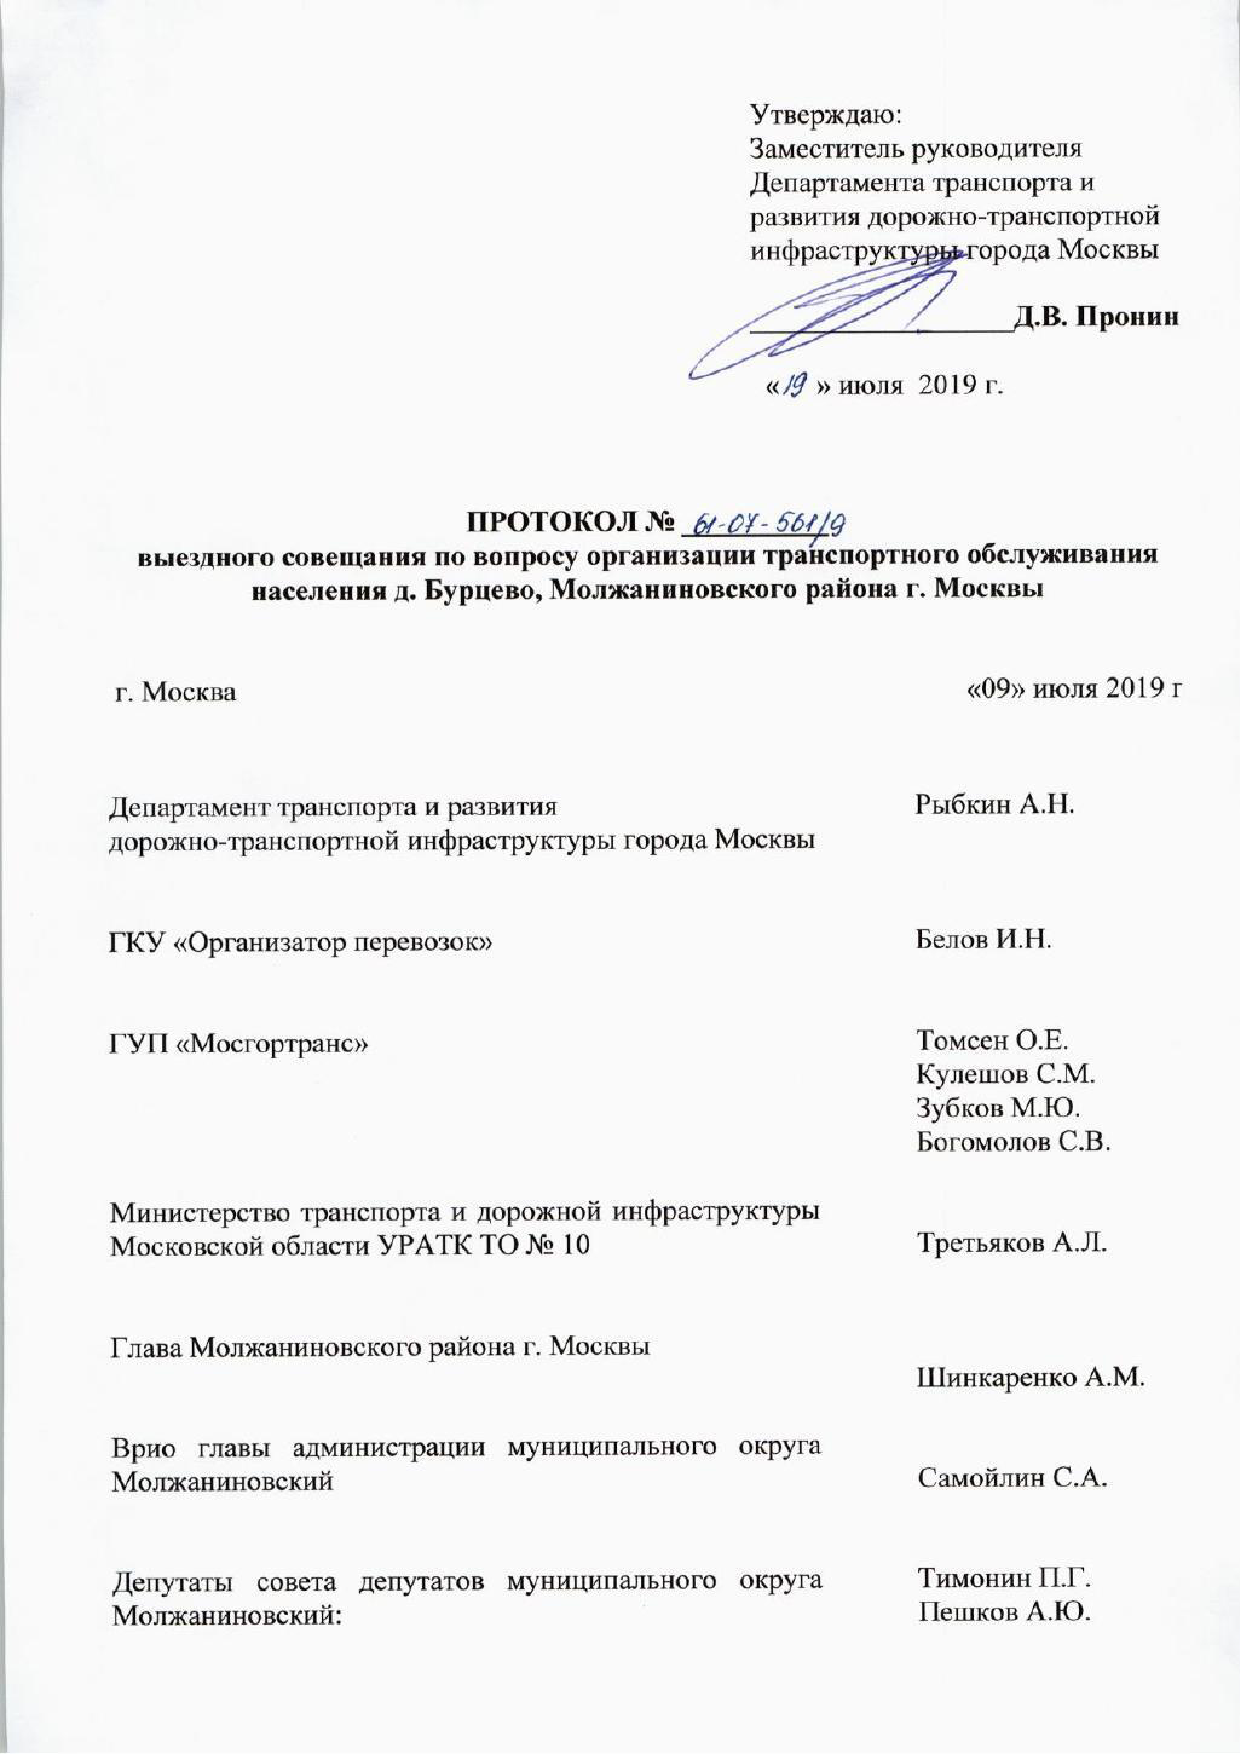 Утверждаю:
Заместитель руководителя
Департамента транспорта и
развития дорожно-транспортной
инфраструктуры города Москвы
Д.В. Пронин
«19» июля 2019 г.
ПРОТОКОЛ № 61-07-561/9
выездного совещания по вопросу организации транспортного обслуживания
населения д. Бурцево, Молжаниновского района г. Москвы
г. Москва «09» июля 2019 г
Департамент транспорта и развития Рыбкин А.Н.
дорожно-транспортной инфраструктуры города Москвы
ГКУ «Организатор перевозок» Белов И.Н.
ГУП «Мосгортранс» Томсен О.Е.
Кулешов С.М.
Зубков М.Ю.
Богомолов С.В.
Министерство транспорта и дорожной инфраструктуры
Московской области УРАТК ТО № 10 Третьяков А.Л.
Глава Молжаниновского района г. Москвы
Шинкаренко А.М.
Врио главы администрации муниципального округа
Молжаниновский Самойлин С.А.
Депутаты совета депутатов муниципального округа Тимонин П.Г.
Молжаниновский: Пешков А.Ю.